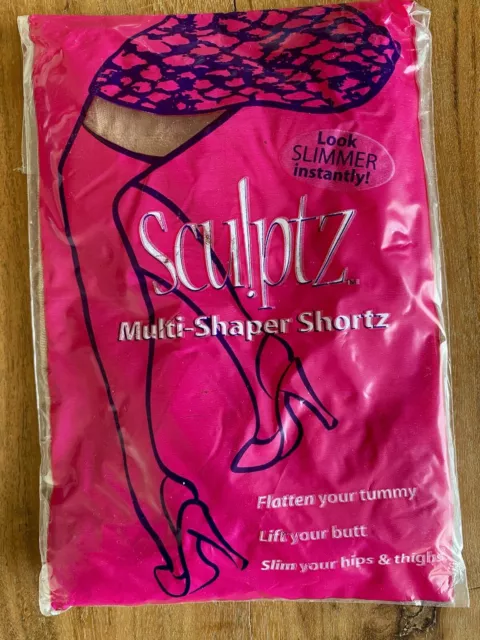 Look
SLIMMER
instantly!
Sculptz
Multi-Shaper Shortz
Flatten your tummy
Lift your butt
Slim your hips & thighs